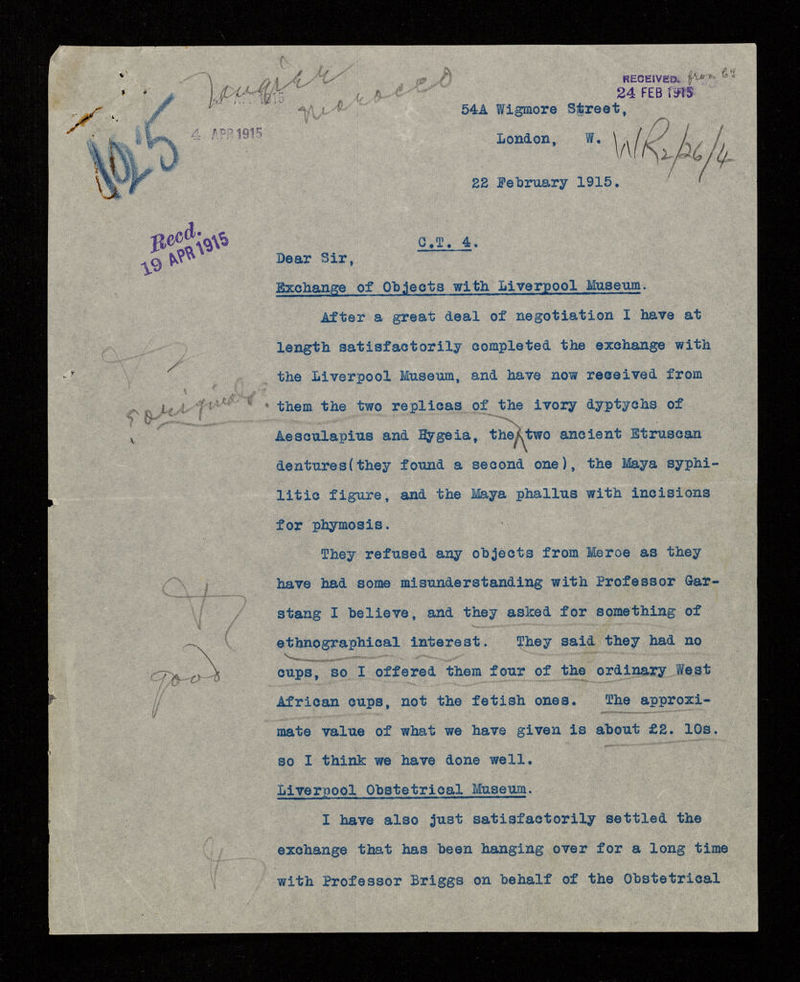 Tangier
Morocco
RECEIVED. from
24 FEB 1915
54A Wigmore Street,
London, W.
WR2/26/4
4 APR 1915
1025
22 February 1915.
Recd.
19 APR 1915
C.T. 4.
Dear Sir,
Exchange of Objects with Liverpool Museum.
After a great deal of negotiation I have at
length satisfactorily completed the exchange with
the Liverpool Museum, and have now received from
? originals?
them the two replicas of the ivory dyptychs of
Aesculapius and Hygeia, the two ancient Etruscan
dentures(they found a second one), the Maya syphi-
litic figure, and the Maya phallus with incisions
for phymosis.
They refused any objects from Meroe as they
have had some misunderstanding with Professor Gar-
stang I believe, and they asked for something of
ethnographical interest. They said they had no
good
cups, so I offered them four of the ordinary West
African cups, not the fetish ones. The approxi-
mate value of what we have given is about £2. 10s.
so I think we have done well.
Liverpool Obstetrical Museum.
I have also just satisfactorily settled the
exchange that has been hanging over for a long time
with Professor Briggs on behalf of the Obstetrical